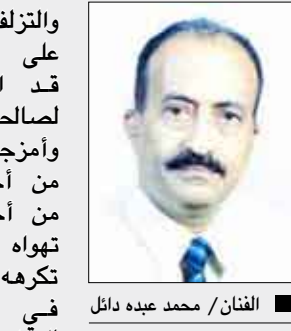 والتزلف
على
قد
لصالح
وأمزج
من أ
من أ
تهواه
تكرهه
في
الفنان/ محمد عبده دائل